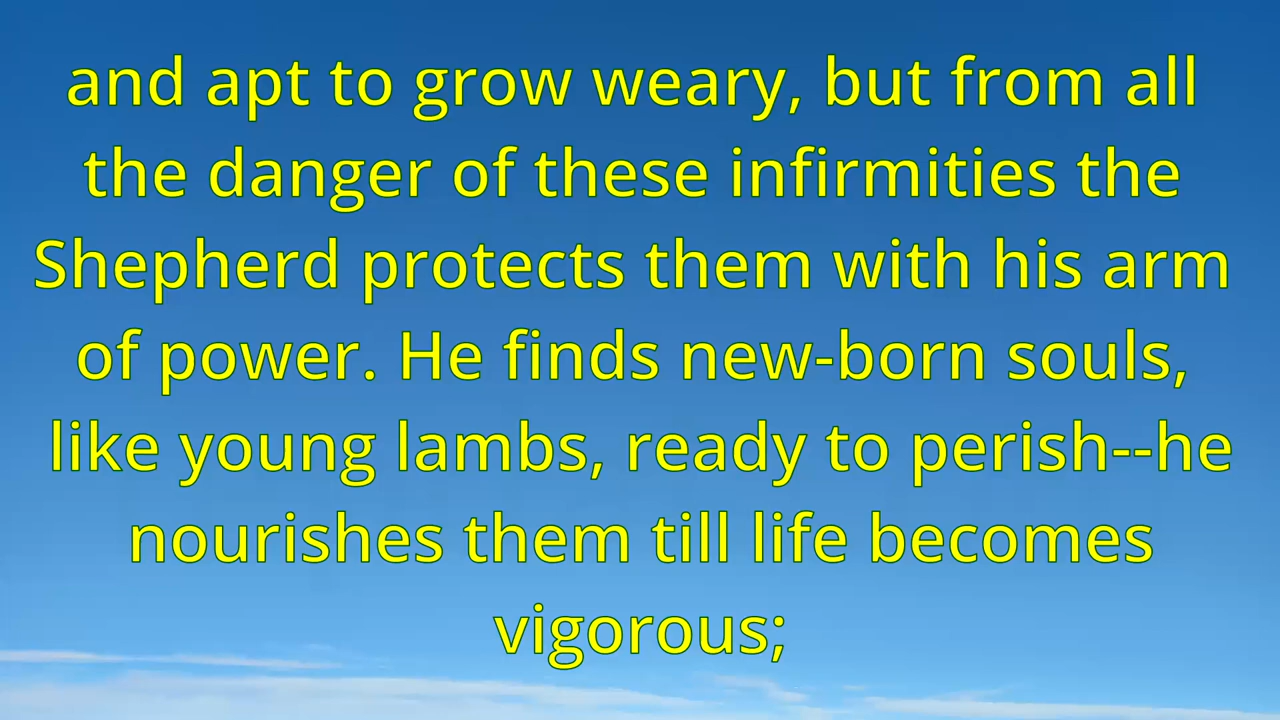 and apt to grow weary, but from all
the danger of these infirmities the
Shepherd protects them with his arm
of power. He finds new-born souls,
like young lambs, ready to perish--he
nourishes them till life becomes
vigorous;